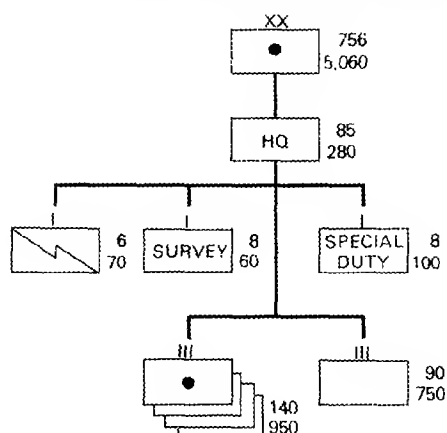 XX
756
5,060
HQ
85
280
I
I
I
6
70
SURVEY
8
60
SPECIAL
DUTY
8
100
III
III
140
950
90
750